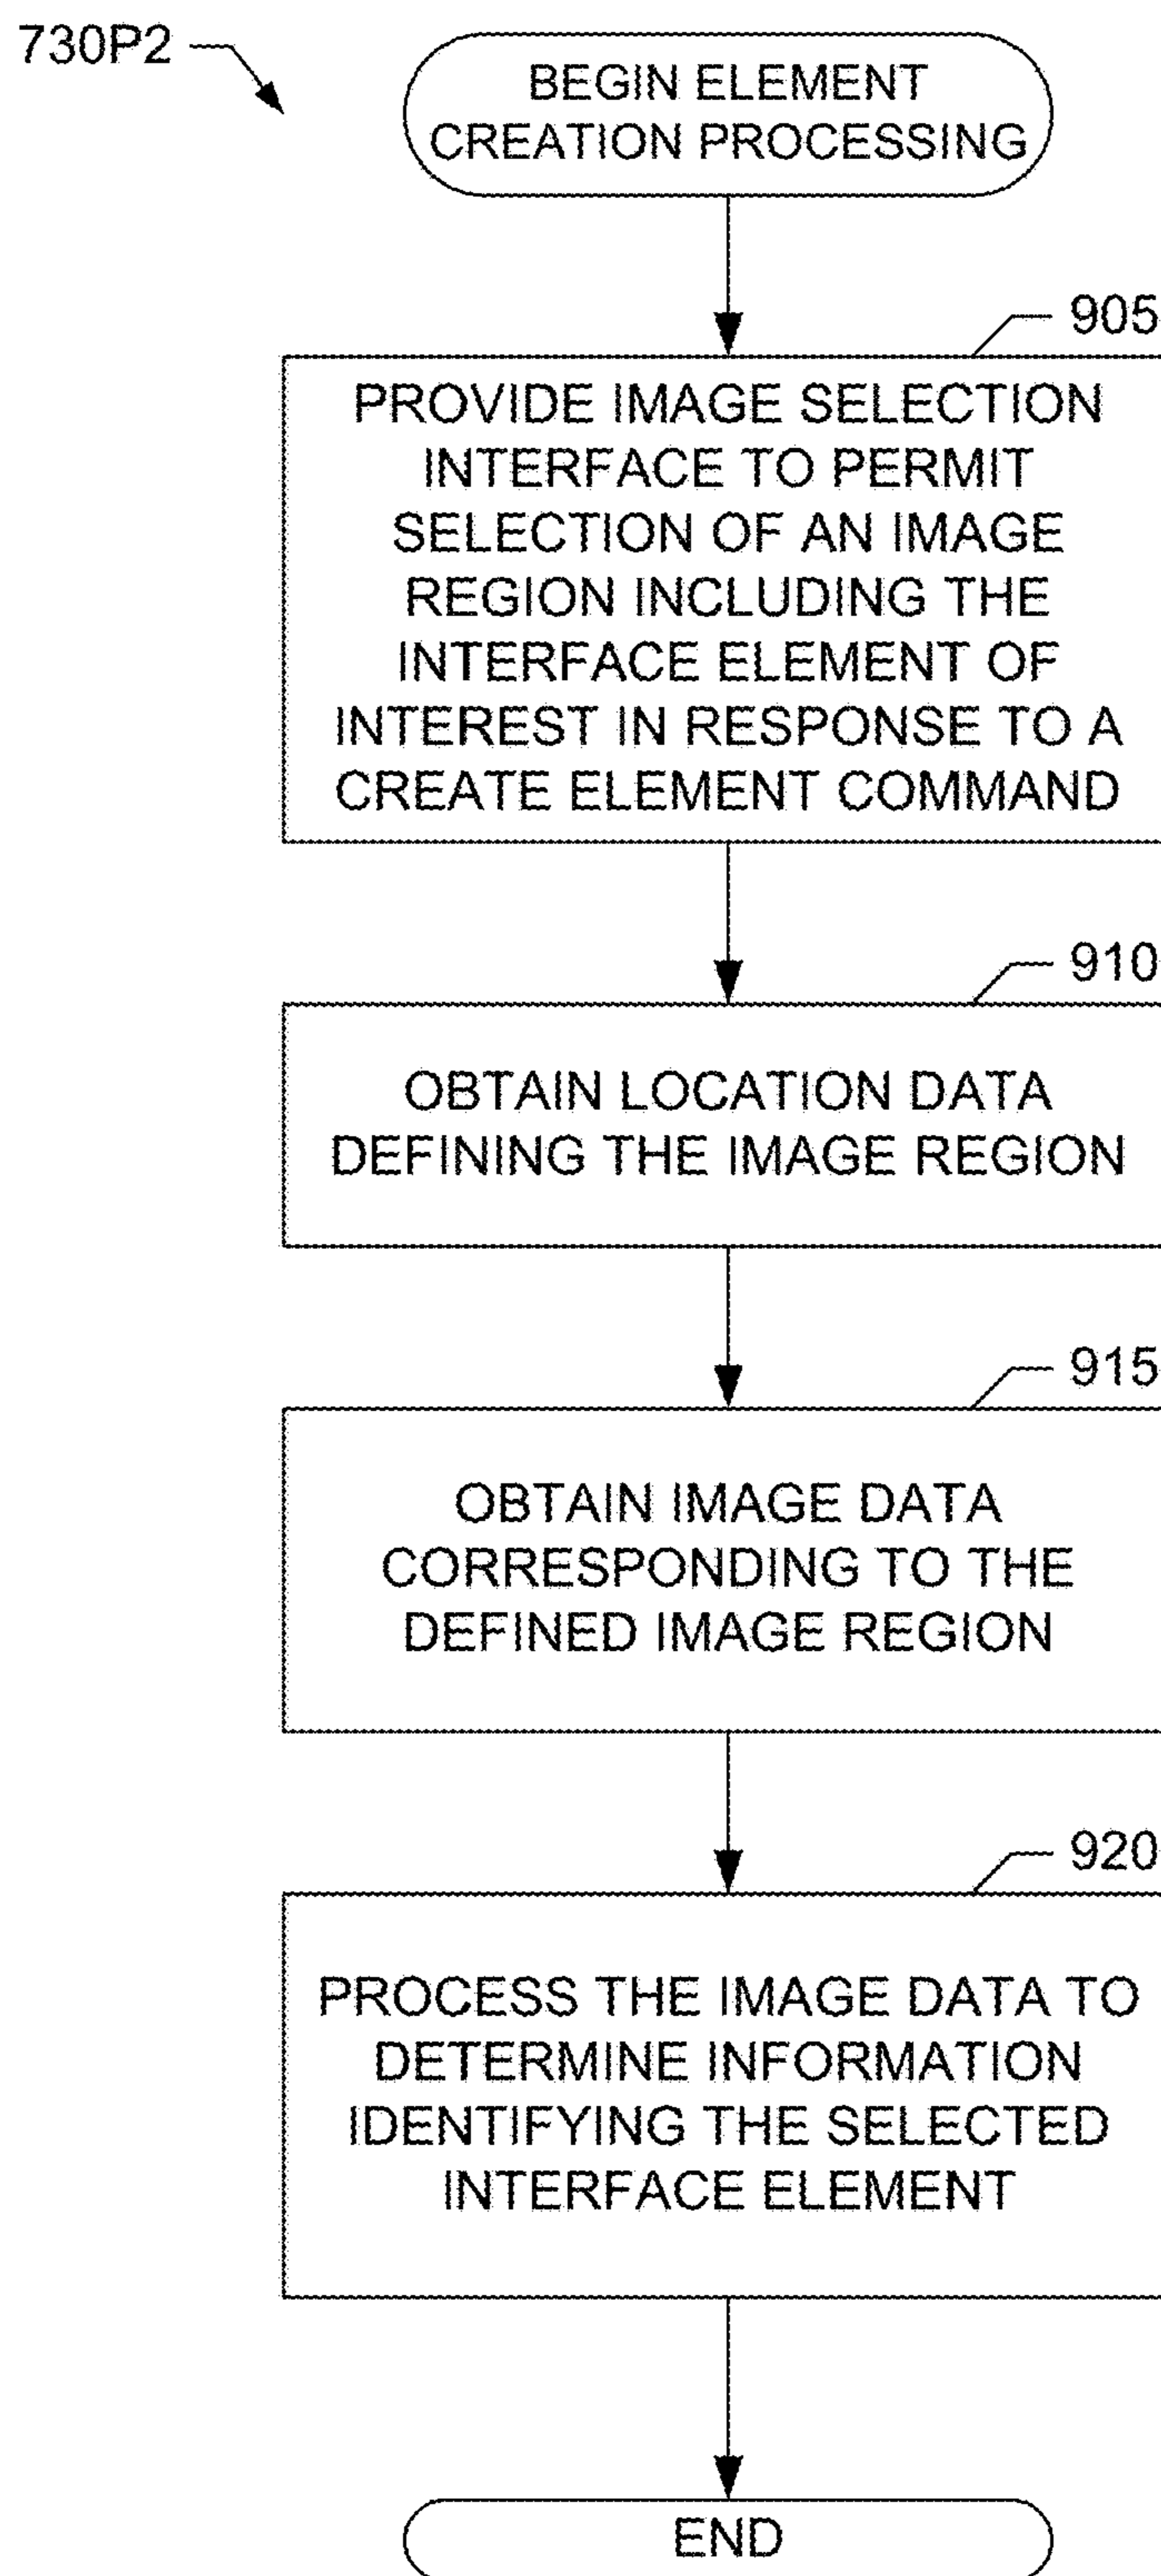 730P2
BEGIN ELEMENT
CREATION PROCESSING
905
PROVIDE IMAGE SELECTION
INTERFACE TO PERMIT
SELECTION OF AN IMAGE
REGION INCLUDING THE
INTERFACE ELEMENT OF
INTEREST IN RESPONSE TO A
CREATE ELEMENT COMMAND
910
OBTAIN LOCATION DATA
DEFINING THE IMAGE REGION
915
OBTAIN IMAGE DATA
CORRESPONDING TO THE
DEFINED IMAGE REGION
920
PROCESS THE IMAGE DATA TO
DETERMINE INFORMATION
IDENTIFYING THE SELECTED
INTERFACE ELEMENT
END